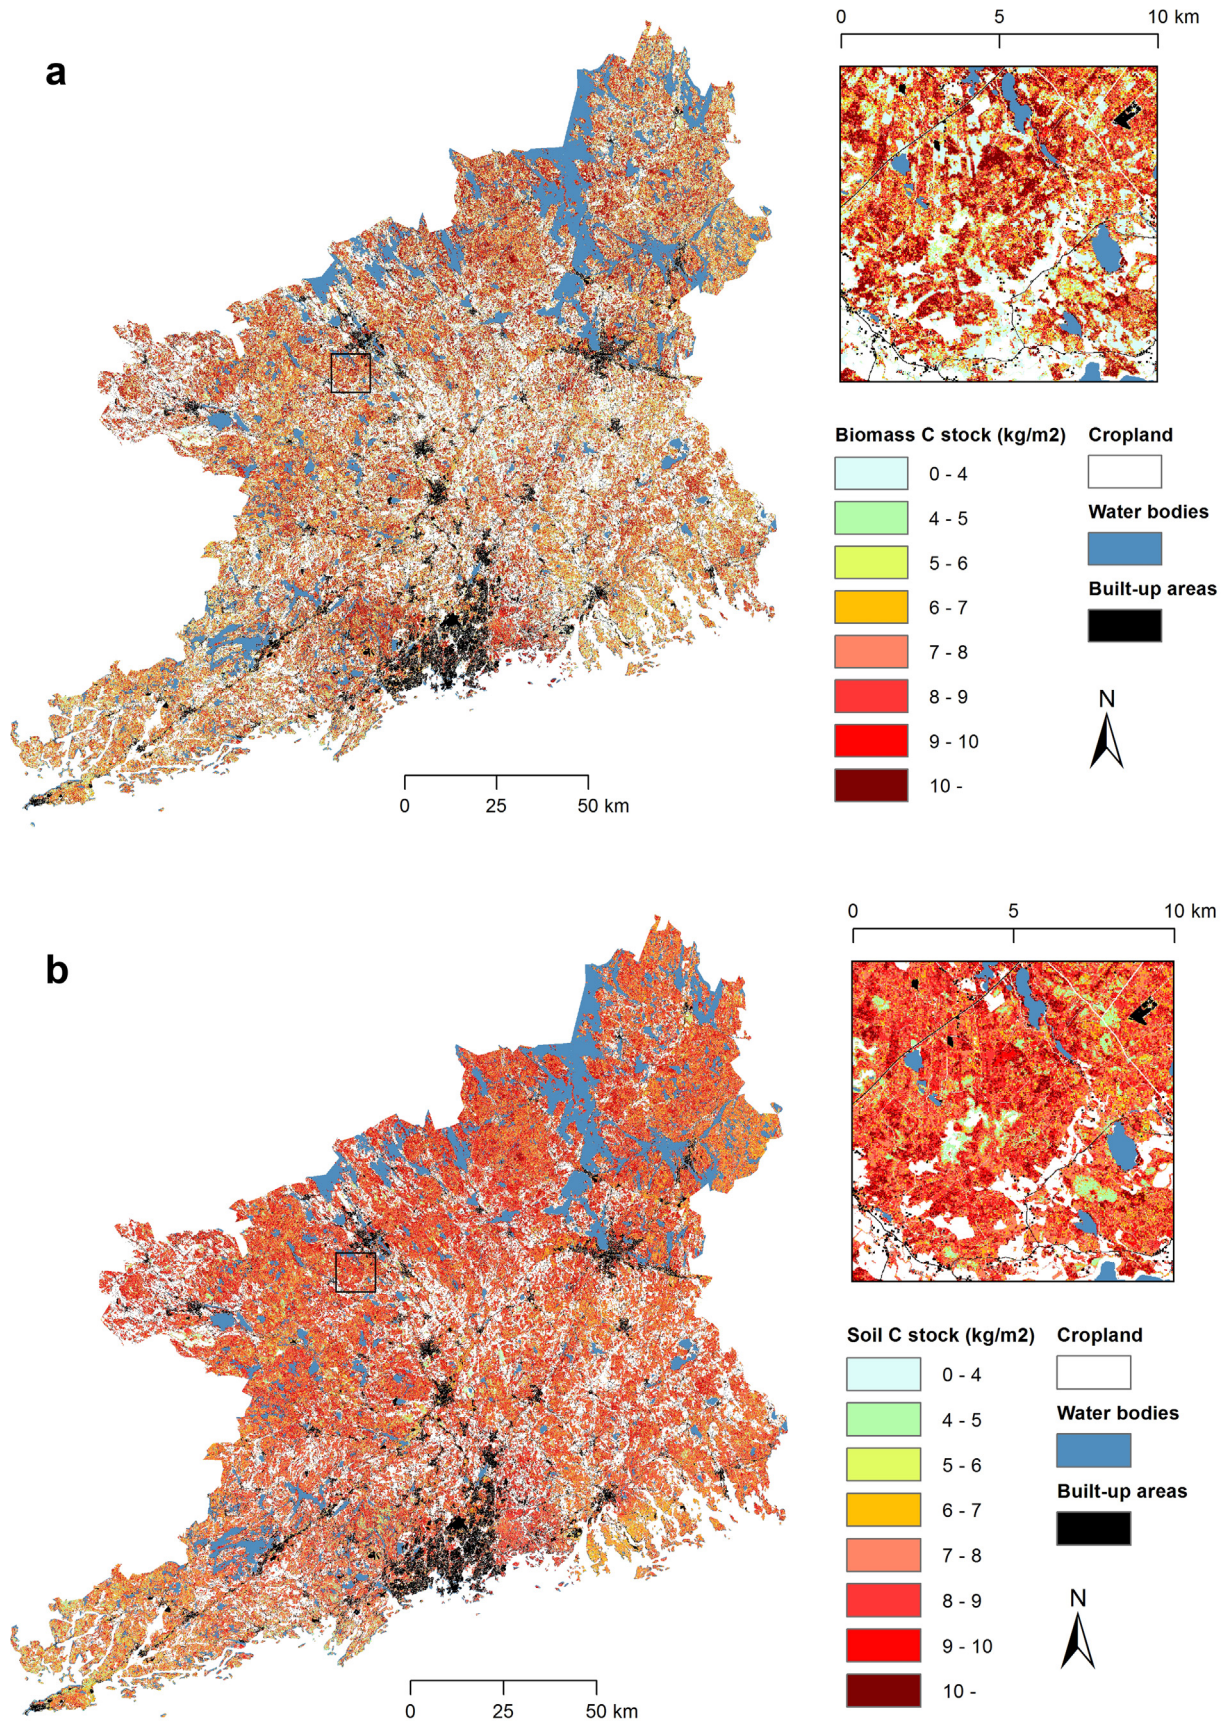 0 5 10 km
a
Biomass C stock (kg/m2) Cropland
0 - 4
4 - 5 Water bodies
5 - 6
6 - 7 Built-up areas
7 - 8
8 - 9
9 - 10
10 -
N
0 25 50 km
0 5 10 km
b
Soil C stock (kg/m2) Cropland
0 - 4
4 - 5 Water bodies
5 - 6
6 - 7 Built-up areas
7 - 8
8 - 9
9 - 10
10 -
N
0 25 50 km